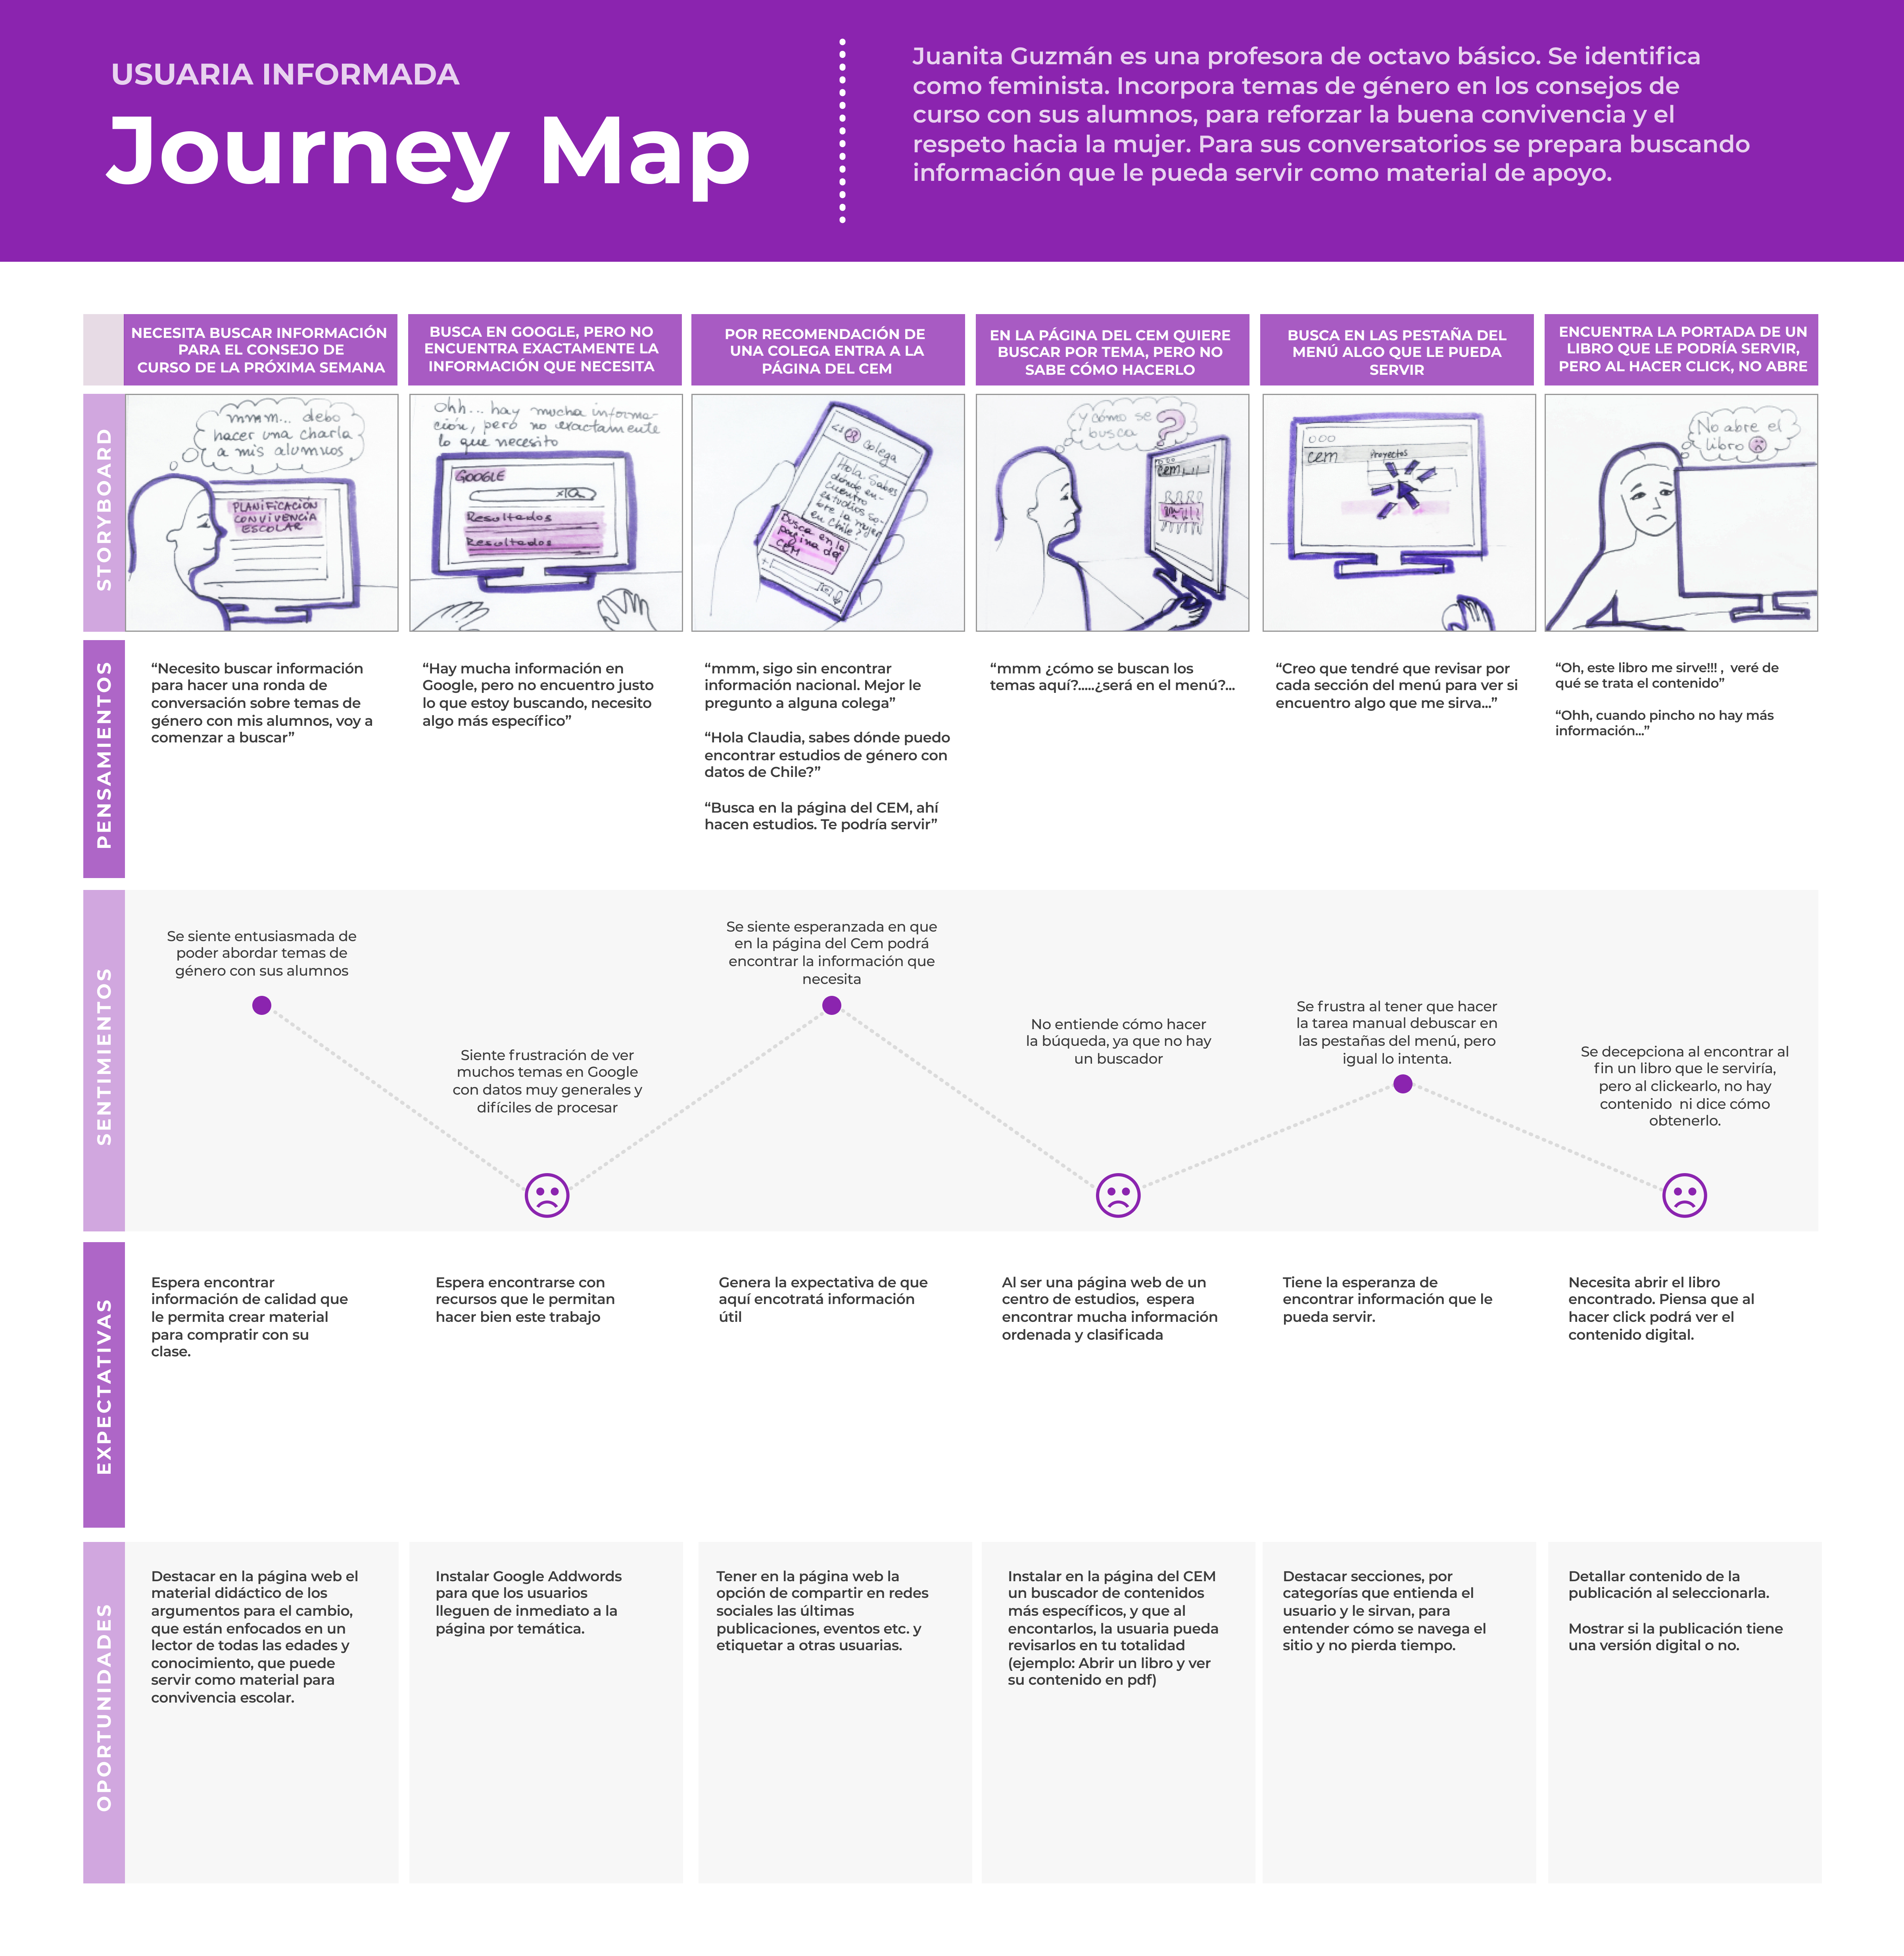 USUARIA INFORMADA
Journey Map
Juanita Guzmán es una profesora de octavo básico. Se identifica
como feminista. Incorpora temas de género en los consejos de
curso con sus alumnos, para reforzar la buena convivencia y el
respeto hacia la mujer. Para sus conversatorios se prepara buscando
información que le pueda servir como material de apoyo.
NECESITA BUSCAR INFORMACIÓN
PARA EL CONSEJO DE
CURSO DE LA PRÓXIMA SEMANA
BUSCA EN GOOGLE, PERO NO
ENCUENTRA EXACTAMENTE LA
INFORMACIÓN QUE NECESITA
POR RECOMENDACIÓN DE
UNA COLEGA ENTRA A LA
PÁGINA DEL CEM
EN LA PÁGINA DEL CEM QUIERE
BUSCAR POR TEMA, PERO NO
SABE CÓMO HACERLO
BUSCA EN LAS PESTAÑA DEL
MENÚ ALGO QUE LE PUEDA
SERVIR
ENCUENTRA LA PORTADA DE UN
LIBRO QUE LE PODRÍA SERVIR,
PERO AL HACER CLICK, NO ABRE
STORYBOARD
mmm... debo
hacer una charla
a mis alumnos
PLANIFICACIÓN
CONVIVENCIA
ESCOLAR
Ohh... hay mucha informa-
ción, pero no exactamente
lo que necesito
GOOGLE
Resultados
Resultados
Colega
Hola Sabes
donde en-
cuentro
estudios so-
bre la mujer
en Chile?
Busca en la
página del
CEM
y cómo se
busca ?
cem
cem
Proyectos
No abre el
libro
PENSAMIENTOS
“Necesito buscar información
para hacer una ronda de
conversación sobre temas de
género con mis alumnos, voy a
comenzar a buscar”
“Hay mucha información en
Google, pero no encuentro justo
lo que estoy buscando, necesito
algo más específico”
“mmm, sigo sin encontrar
información nacional. Mejor le
pregunto a alguna colega”
“Hola Claudia, sabes dónde puedo
encontrar estudios de género con
datos de Chile?”
“Busca en la página del CEM, ahí
hacen estudios. Te podría servir”
“mmm ¿cómo se buscan los
temas aquí?.....¿será en el menú?...
“Creo que tendré que revisar por
cada sección del menú para ver si
encuentro algo que me sirva...”
“Oh, este libro me sirve!!! , veré de
qué se trata el contenido”
“Ohh, cuando pincho no hay más
información...”
SENTIMIENTOS
Se siente entusiasmada de
poder abordar temas de
género con sus alumnos
Siente frustración de ver
muchos temas en Google
con datos muy generales y
difíciles de procesar
Se siente esperanzada en que
en la página del Cem podrá
encontrar la información que
necesita
No entiende cómo hacer
la búqueda, ya que no hay
un buscador
Se frustra al tener que hacer
la tarea manual debuscar en
las pestañas del menú, pero
igual lo intenta.
Se decepciona al encontrar al
fin un libro que le serviría,
pero al clickearlo, no hay
contenido ni dice cómo
obtenerlo.
EXPECTATIVAS
Espera encontrar
información de calidad que
le permita crear material
para compratir con su
clase.
Espera encontrarse con
recursos que le permitan
hacer bien este trabajo
Genera la expectativa de que
aquí encotratá información
útil
Al ser una página web de un
centro de estudios, espera
encontrar mucha información
ordenada y clasificada
Tiene la esperanza de
encontrar información que le
pueda servir.
Necesita abrir el libro
encontrado. Piensa que al
hacer click podrá ver el
contenido digital.
OPORTUNIDADES
Destacar en la página web el
material didáctico de los
argumentos para el cambio,
que están enfocados en un
lector de todas las edades y
conocimiento, que puede
servir como material para
convivencia escolar.
Instalar Google Addwords
para que los usuarios
lleguen de inmediato a la
página por temática.
Tener en la página web la
opción de compartir en redes
sociales las últimas
publicaciones, eventos etc. y
etiquetar a otras usuarias.
Instalar en la página del CEM
un buscador de contenidos
más específicos, y que al
encontarlos, la usuaria pueda
revisarlos en tu totalidad
(ejemplo: Abrir un libro y ver
su contenido en pdf)
Destacar secciones, por
categorías que entienda el
usuario y le sirvan, para
entender cómo se navega el
sitio y no pierda tiempo.
Detallar contenido de la
publicación al seleccionarla.
Mostrar si la publicación tiene
una versión digital o no.